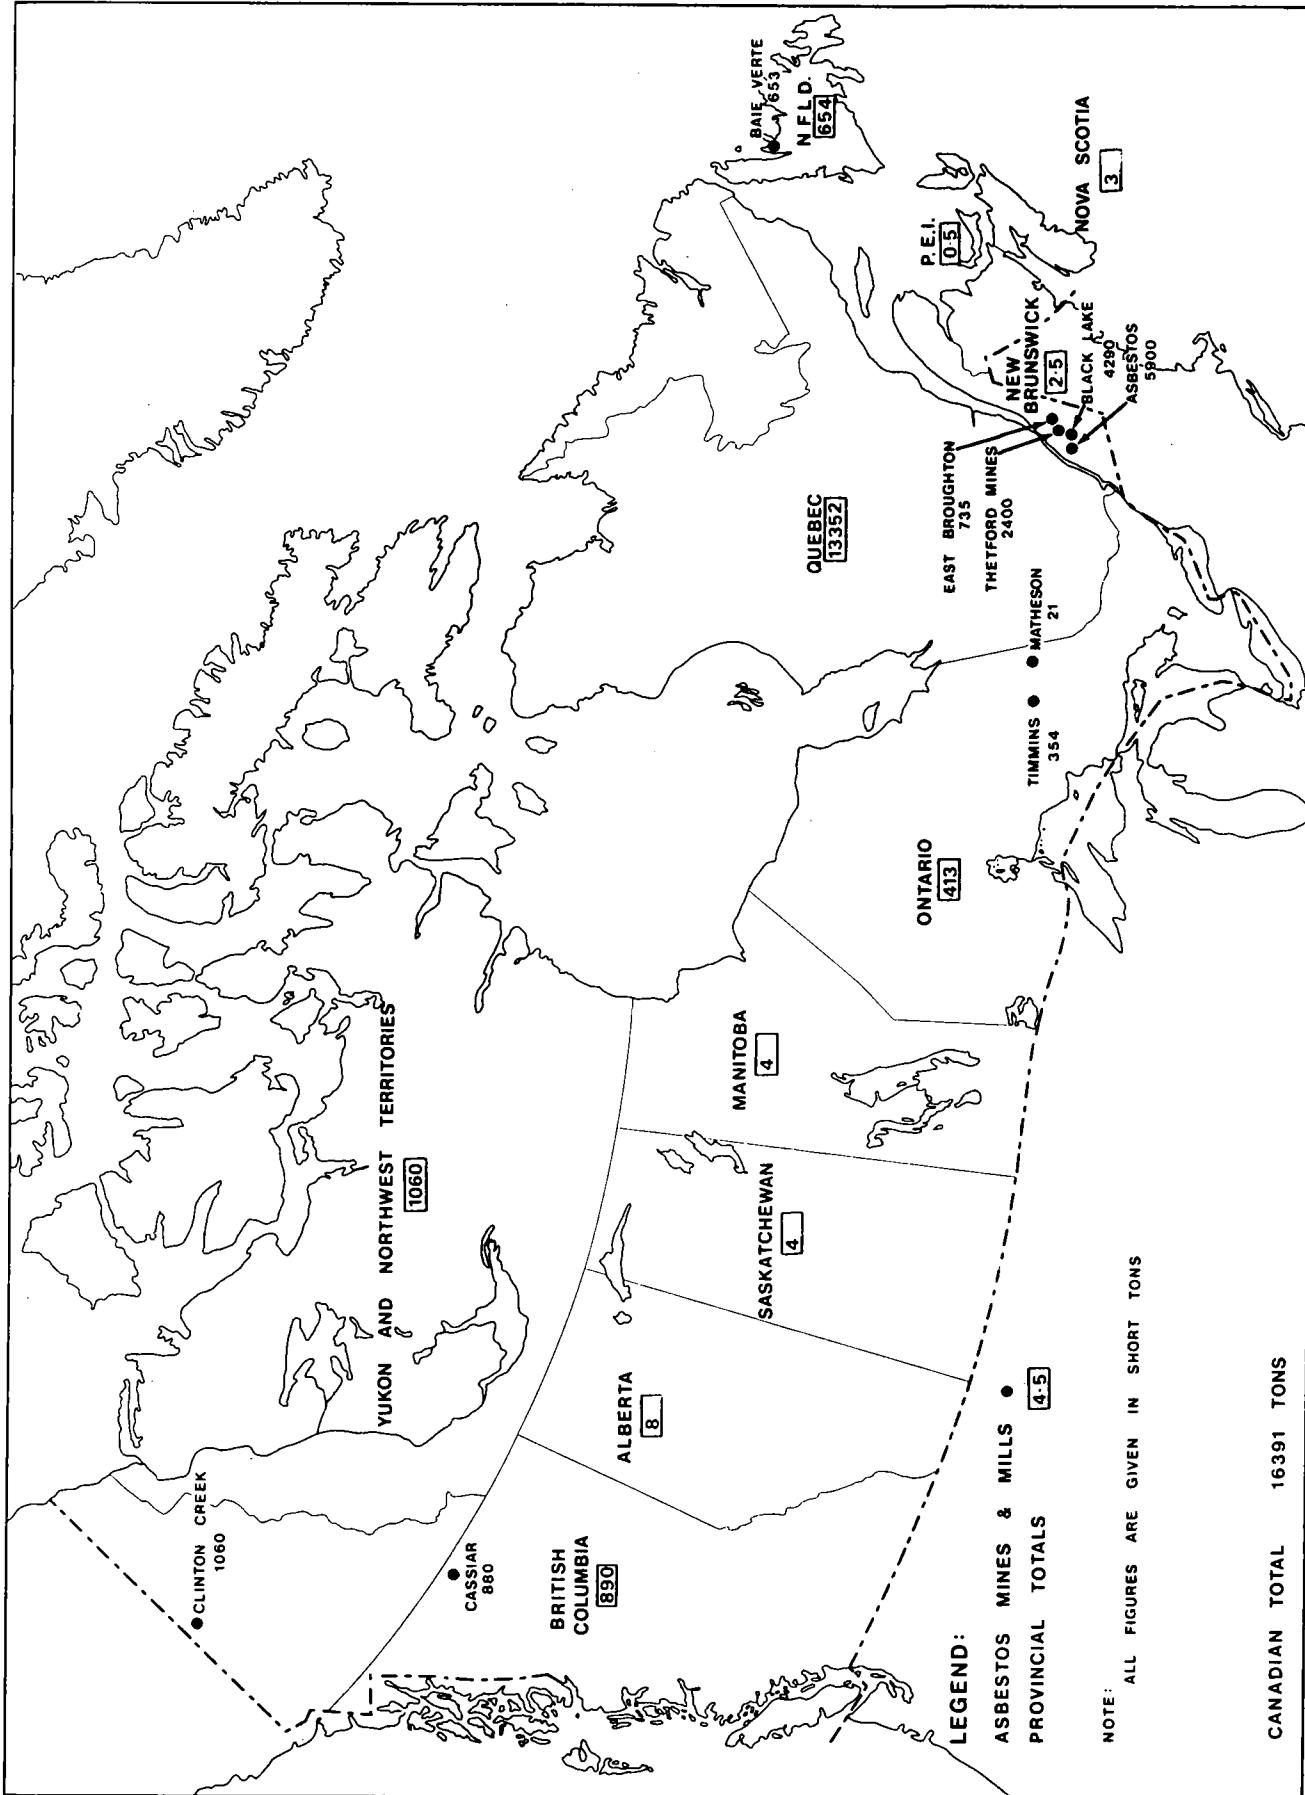 CLINTON CREEK
1060
YUKON AND NORTHWEST TERRITORIES
1060
CASSIAR
880
BRITISH
COLUMBIA
890
ALBERTA
8
SASKATCHEWAN
4
MANITOBA
4
ONTARIO
413
TIMMINS
354
MATHESON
21
QUEBEC
13352
EAST BROUGHTON
735
THETFORD MINES
2400
BLACK LAKE
4290
ASBESTOS
5900
NEW
BRUNSWICK
2·5
P.E.I.
0·5
NOVA SCOTIA
3
BAIE VERTE
653
NFLD.
654
LEGEND:
ASBESTOS MINES & MILLS
PROVINCIAL TOTALS 4·5
NOTE:
ALL FIGURES ARE GIVEN IN SHORT TONS
CANADIAN TOTAL 16391 TONS